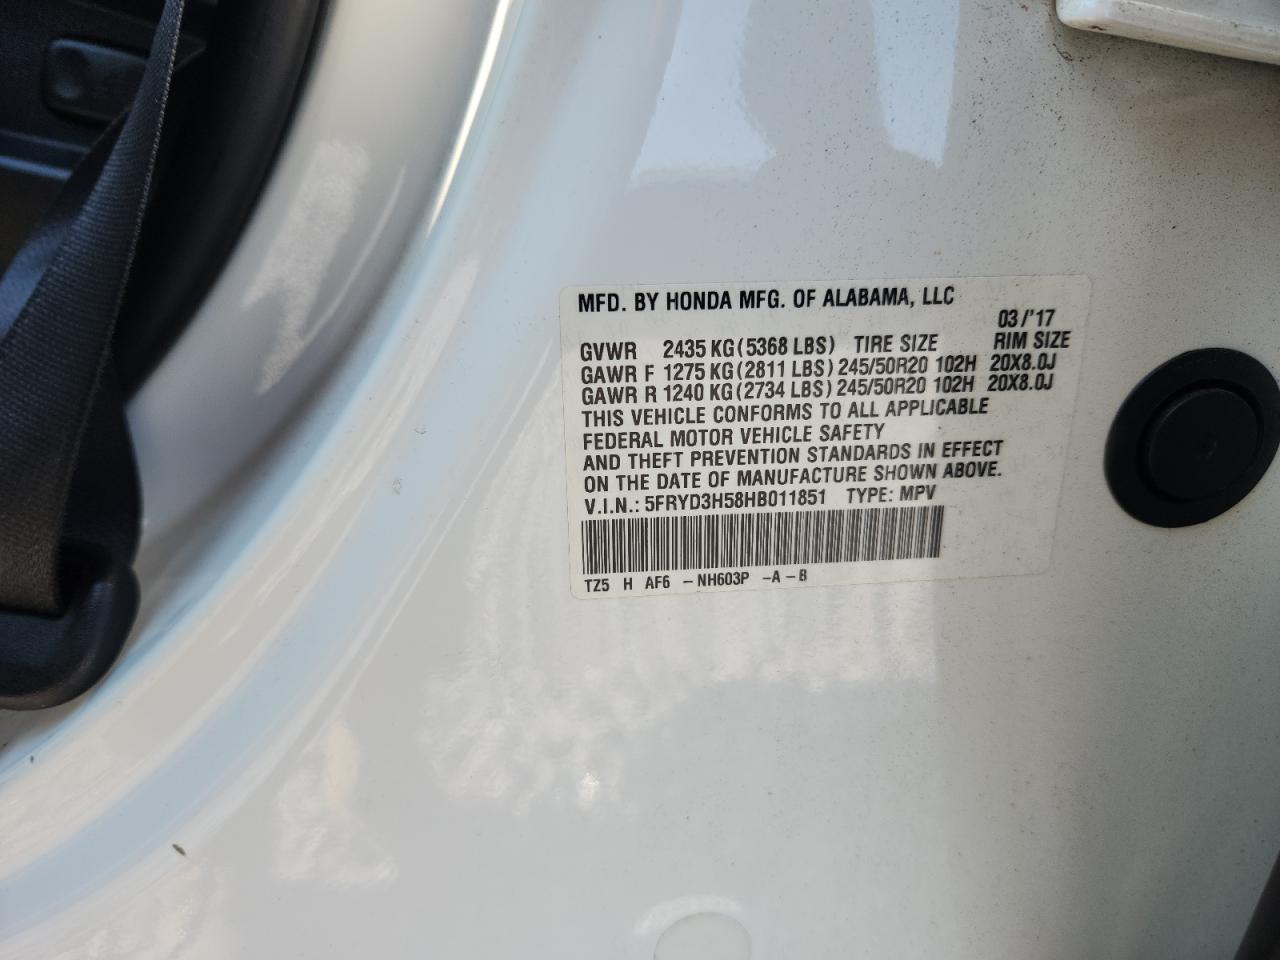 MFD. BY HONDA MFG. OF ALABAMA, LLC
03/'17
GVWR 2435 KG (5368 LBS) TIRE SIZE RIM SIZE
GAWR F 1275 KG (2811 LBS) 245/50R20 102H 20X8.0J
GAWR R 1240 KG (2734 LBS) 245/50R20 102H 20X8.0J
THIS VEHICLE CONFORMS TO ALL APPLICABLE
FEDERAL MOTOR VEHICLE SAFETY
AND THEFT PREVENTION STANDARDS IN EFFECT
ON THE DATE OF MANUFACTURE SHOWN ABOVE.
V.I.N.: 5FRYD3H58HB011851 TYPE: MPV
TZ5 H AF6 -NH603P -A-B